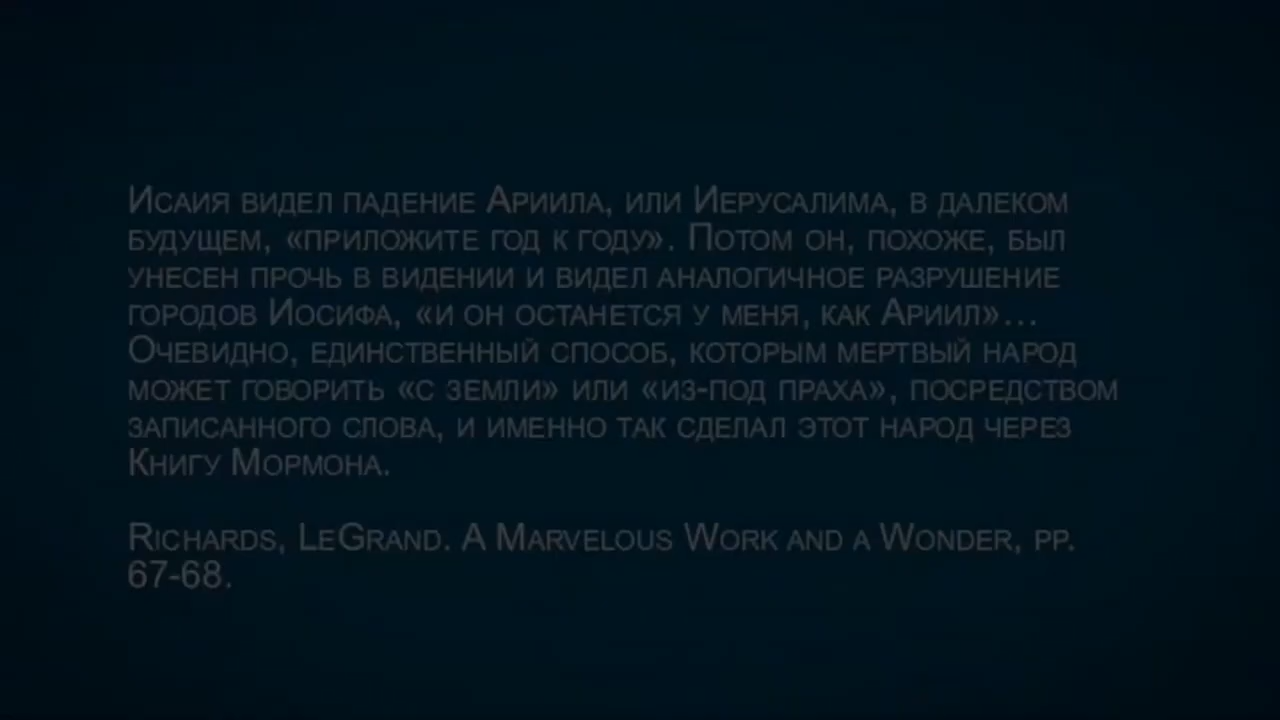 Исаия видел падение Ариила, или Иерусалима, в далеком
будущем, «приложите год к году». Потом он, похоже, был
унесен прочь в видении и видел аналогичное разрушение
городов Иосифа, «и он останется у меня, как Ариил»...
Очевидно, единственный способ, которым мертвый народ
может говорить «с земли» или «из-под праха», посредством
записанного слова, и именно так сделал этот народ через
Книгу Мормона.
Richards, LeGrand. A Marvelous Work and a Wonder, pp.
67-68.